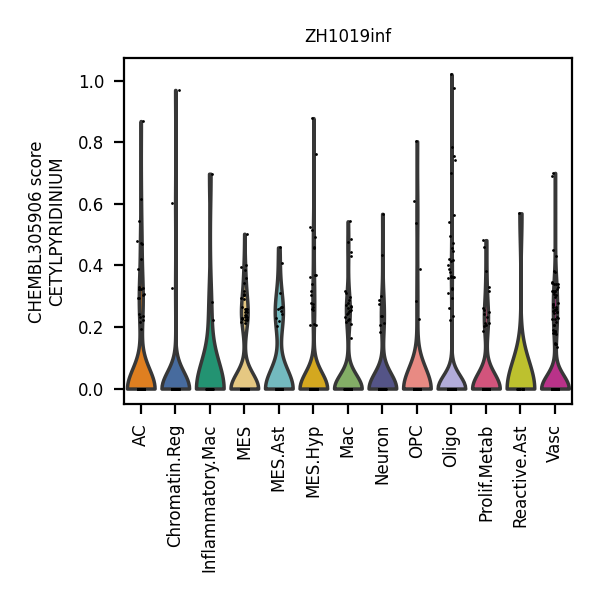 ZH1019inf
CHEMBL305906 score
CETYLPYRIDINIUM
1.0
0.8
0.6
0.4
0.2
0.0
AC
Chromatin.Reg
Inflammatory.Mac
MES
MES.Ast
MES.Hyp
Mac
Neuron
OPC
Oligo
Prolif.Metab
Reactive.Ast
Vasc